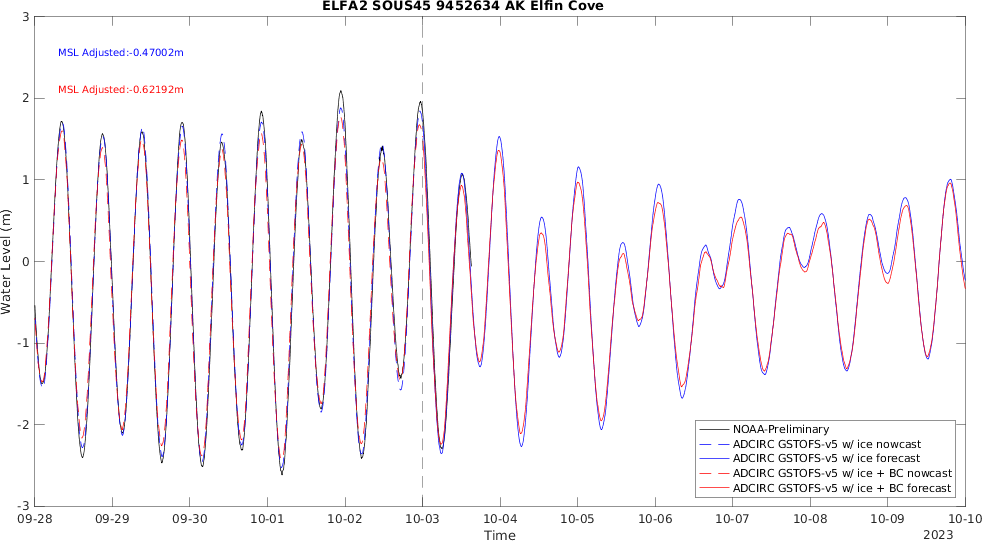 ELFA2 SOUS45 9452634 AK Elfin Cove
MSL Adjusted:-0.47002m
MSL Adjusted:-0.62192m
Water Level (m)
3
2
1
0
-1
-2
-3
NOAA-Preliminary
ADCIRC GSTOFS-v5 w/ ice nowcast
ADCIRC GSTOFS-v5 w/ ice forecast
ADCIRC GSTOFS-v5 w/ ice + BC nowcast
ADCIRC GSTOFS-v5 w/ ice + BC forecast
09-28 09-29 09-30 10-01 10-02 10-03 10-04 10-05 10-06 10-07 10-08 10-09 10-10
Time
2023